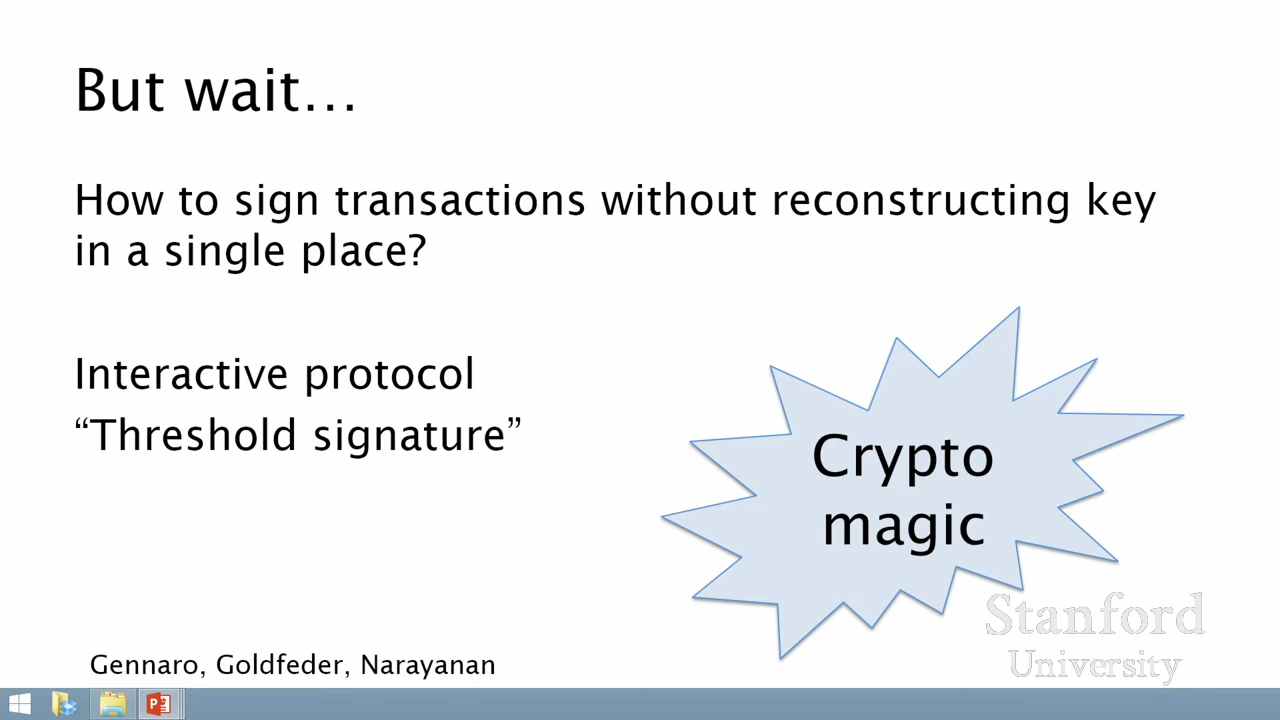 But wait…
How to sign transactions without reconstructing key
in a single place?
Interactive protocol
“Threshold signature”
Crypto
magic
Stanford
University
Gennaro, Goldfeder, Narayanan